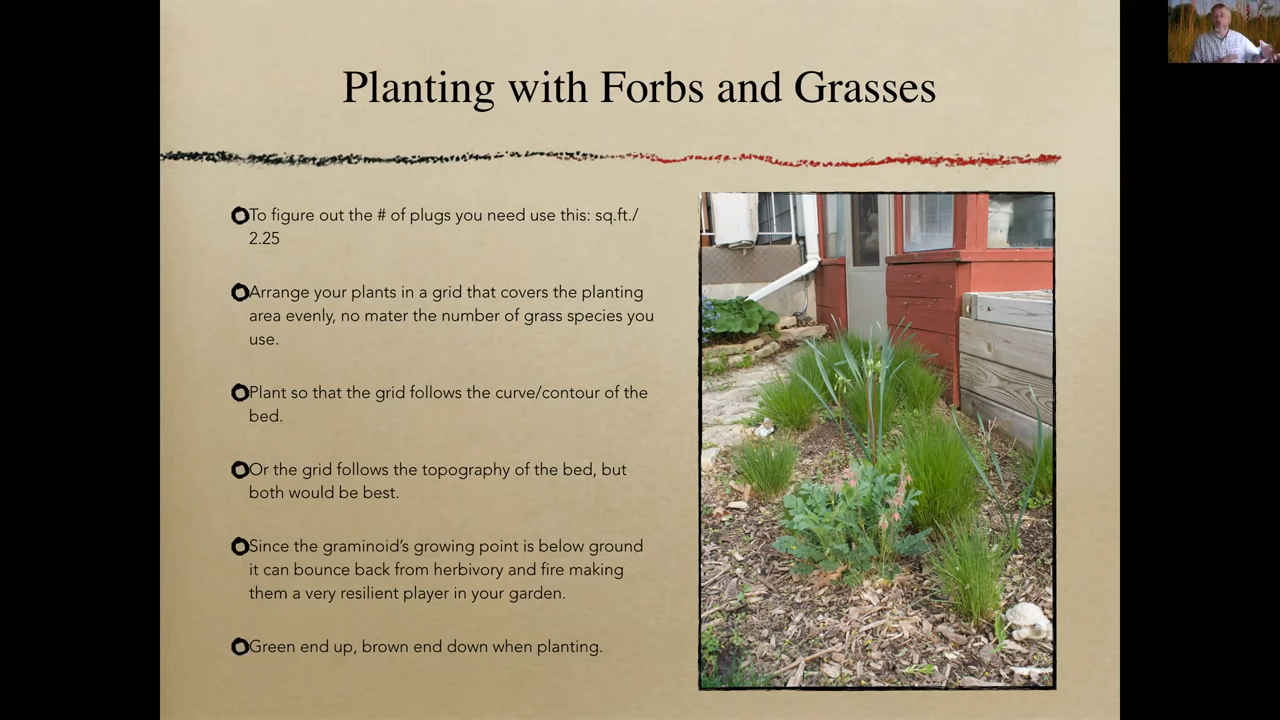 Planting with Forbs and Grasses
To figure out the # of plugs you need use this: sq.ft./
2.25
Arrange your plants in a grid that covers the planting
area evenly, no mater the number of grass species you
use.
Plant so that the grid follows the curve/contour of the
bed.
Or the grid follows the topography of the bed, but
both would be best.
Since the graminoid’s growing point is below ground
it can bounce back from herbivory and fire making
them a very resilient player in your garden.
Green end up, brown end down when planting.